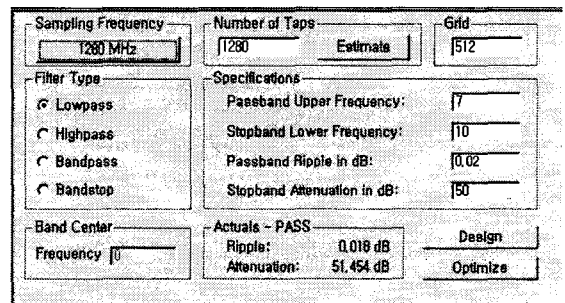 Sampling Frequency
1280 MHz
Number of Taps
1280
Estimate
Grid
512
Filter Type
Lowpass
Highpass
Bandpass
Bandstop
Specifications
Passband Upper Frequency:
7
Stopband Lower Frequency:
10
Passband Ripple in dB:
0.02
Stopband Attenuation in dB:
50
Band Center
Frequency 0
Actuals - PASS
Ripple: 0.018 dB
Attenuation: 51.454 dB
Design
Optimize